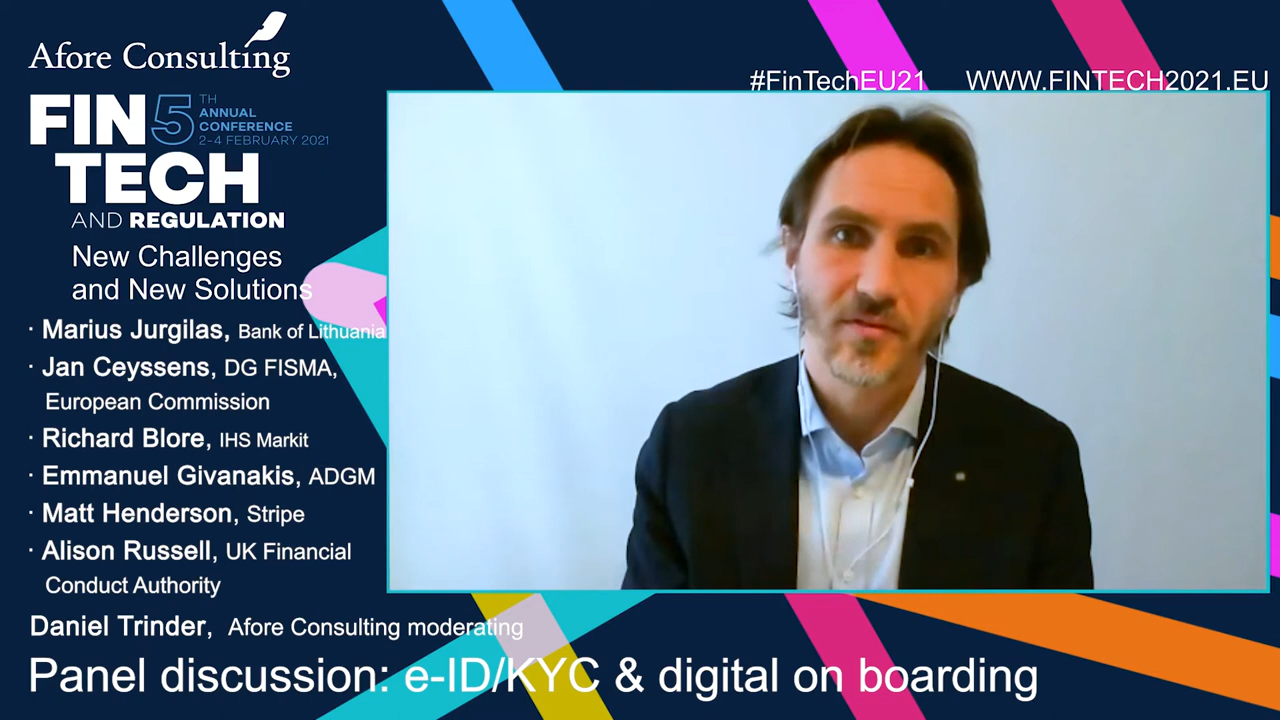 Afore Consulting
#FinTechEU21 WWW.FINTECH2021.EU
FIN 5 TH ANNUAL
CONFERENCE
2-4 FEBRUARY 2021
TECH
AND REGULATION
New Challenges
and New Solutions
· Marius Jurgilas, Bank of Lithuania
· Jan Ceyssens, DG FISMA,
European Commission
· Richard Blore, IHS Markit
· Emmanuel Givanakis, ADGM
· Matt Henderson, Stripe
· Alison Russell, UK Financial
Conduct Authority
Daniel Trinder, Afore Consulting moderating
Panel discussion: e-ID/KYC & digital on boarding